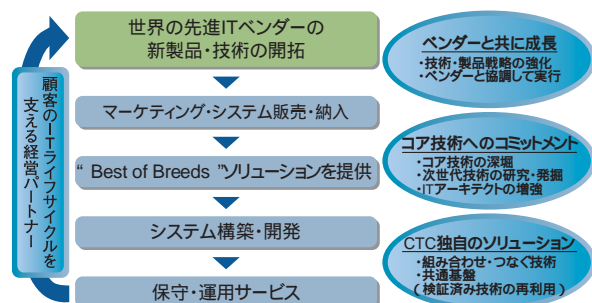 世界の先進ITベンダーの
新製品・技術の開拓
マーケティング・システム販売・納入
“ Best of Breeds ”ソリューションを提供
システム構築・開発
保守・運用サービス
顧客のITライフサイクルを
支える経営パートナー
ベンダーと共に成長
・技術・製品戦略の強化
・ベンダーと協調して実行
コア技術へのコミットメント
・コア技術の深堀
・次世代技術の研究・発掘
・ITアーキテクトの増強
CTC独自のソリューション
・組み合わせ・つなぐ技術
・共通基盤
(検証済み技術の再利用)